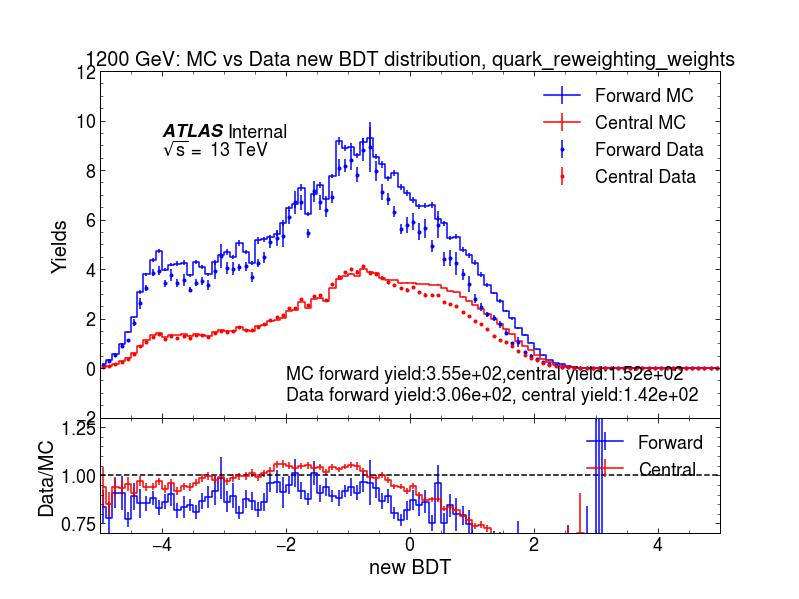 1200 GeV: MC vs Data new BDT distribution, quark_reweighting_weights
12
10
8
6
4
2
0
−2
Yields
ATLAS Internal
√s = 13 TeV
Forward MC
Central MC
Forward Data
Central Data
MC forward yield:3.55e+02,central yield:1.52e+02
Data forward yield:3.06e+02, central yield:1.42e+02
1.25
1.00
0.75
Data/MC
Forward
Central
−4
−2
0
2
4
new BDT